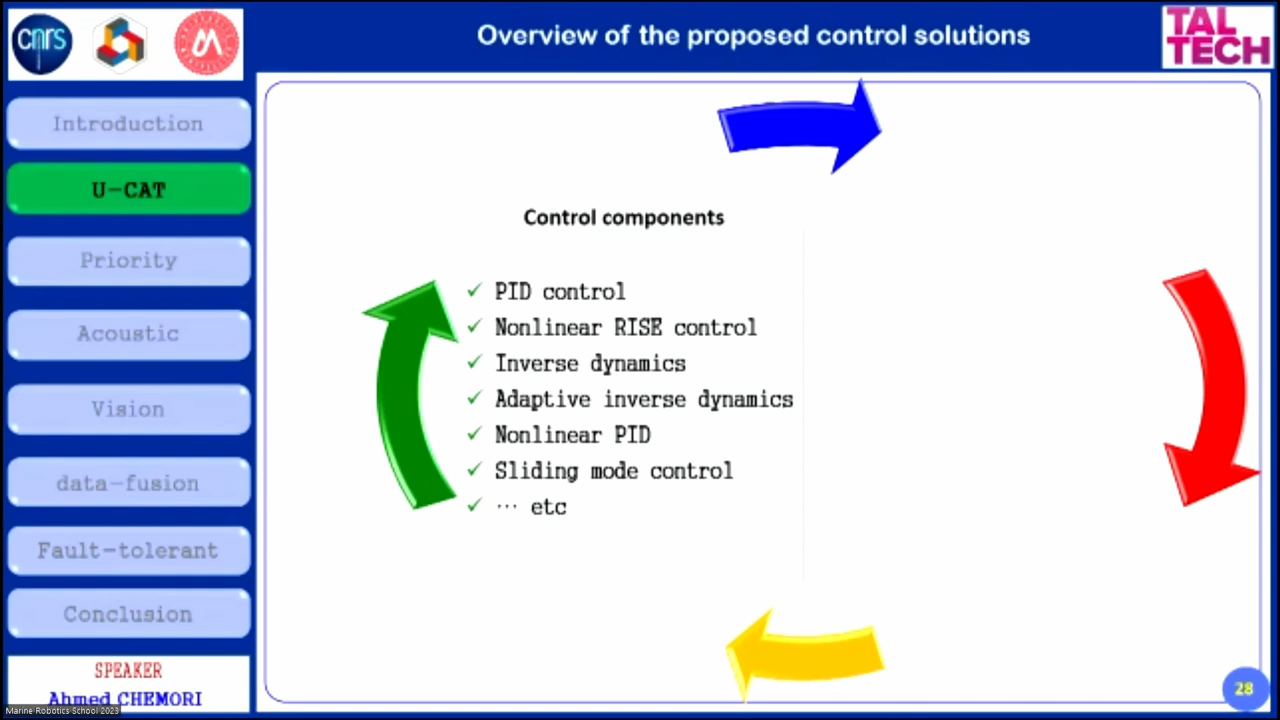 cnrs
Overview of the proposed control solutions
TAL
TECH
Introduction
U-CAT
Priority
Acoustic
Vision
data-fusion
Fault-tolerant
Conclusion
SPEAKER
Ahmed CHEMORI
Marine Robotics School 2023
Control components
✓ PID control
✓ Nonlinear RISE control
✓ Inverse dynamics
✓ Adaptive inverse dynamics
✓ Nonlinear PID
✓ Sliding mode control
✓ ··· etc
28